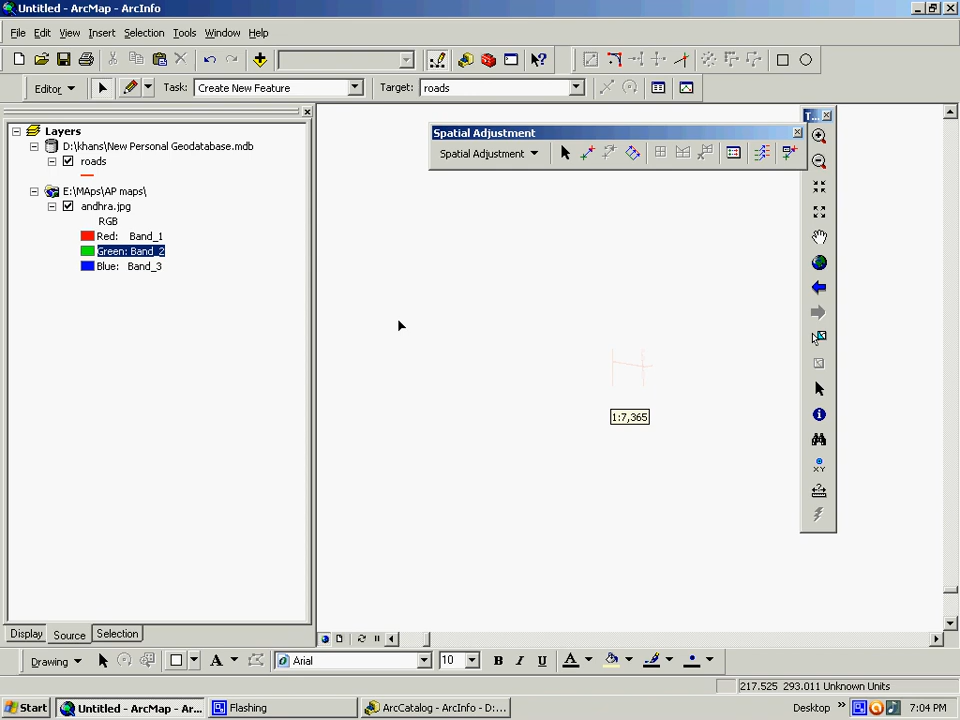 Untitled - ArcMap - ArcInfo
File Edit View Insert Selection Tools Window Help
Editor Task: Create New Feature Target: roads
Layers
D:\khans\New Personal Geodatabase.mdb
roads
E:\MAps\AP maps\
andhra.jpg
RGB
Red: Band_1
Green: Band_2
Blue: Band_3
Spatial Adjustment
Spatial Adjustment
T...
XY
1:7,365
Display Source Selection
Drawing A Arial 10 B I U A
217.525 293.011 Unknown Units
Start Untitled - ArcMap - Ar... Flashing ArcCatalog - ArcInfo - D:... Desktop 7:04 PM